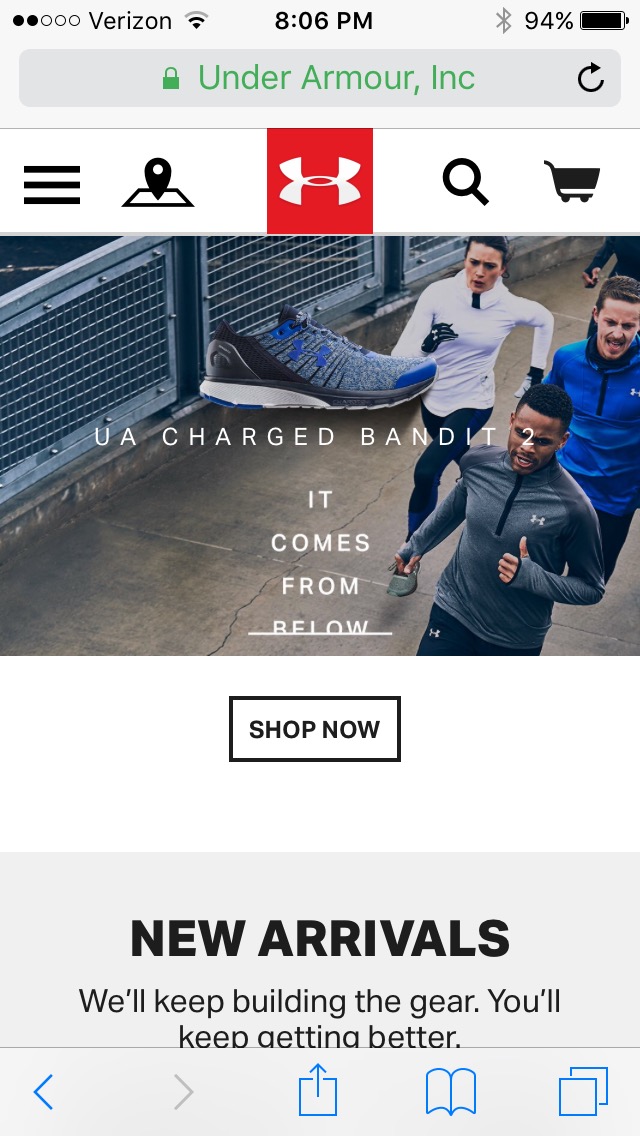 Verizon 8:06 PM 94%
Under Armour, Inc
UA CHARGED BANDIT 2
IT
COMES
FROM
BELOW
SHOP NOW
NEW ARRIVALS
We’ll keep building the gear. You’ll
keep getting better.